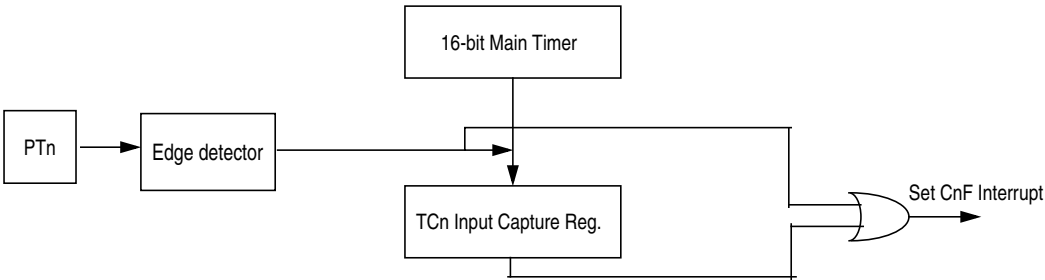 16-bit Main Timer
PTn
Edge detector
TCn Input Capture Reg.
Set CnF Interrupt